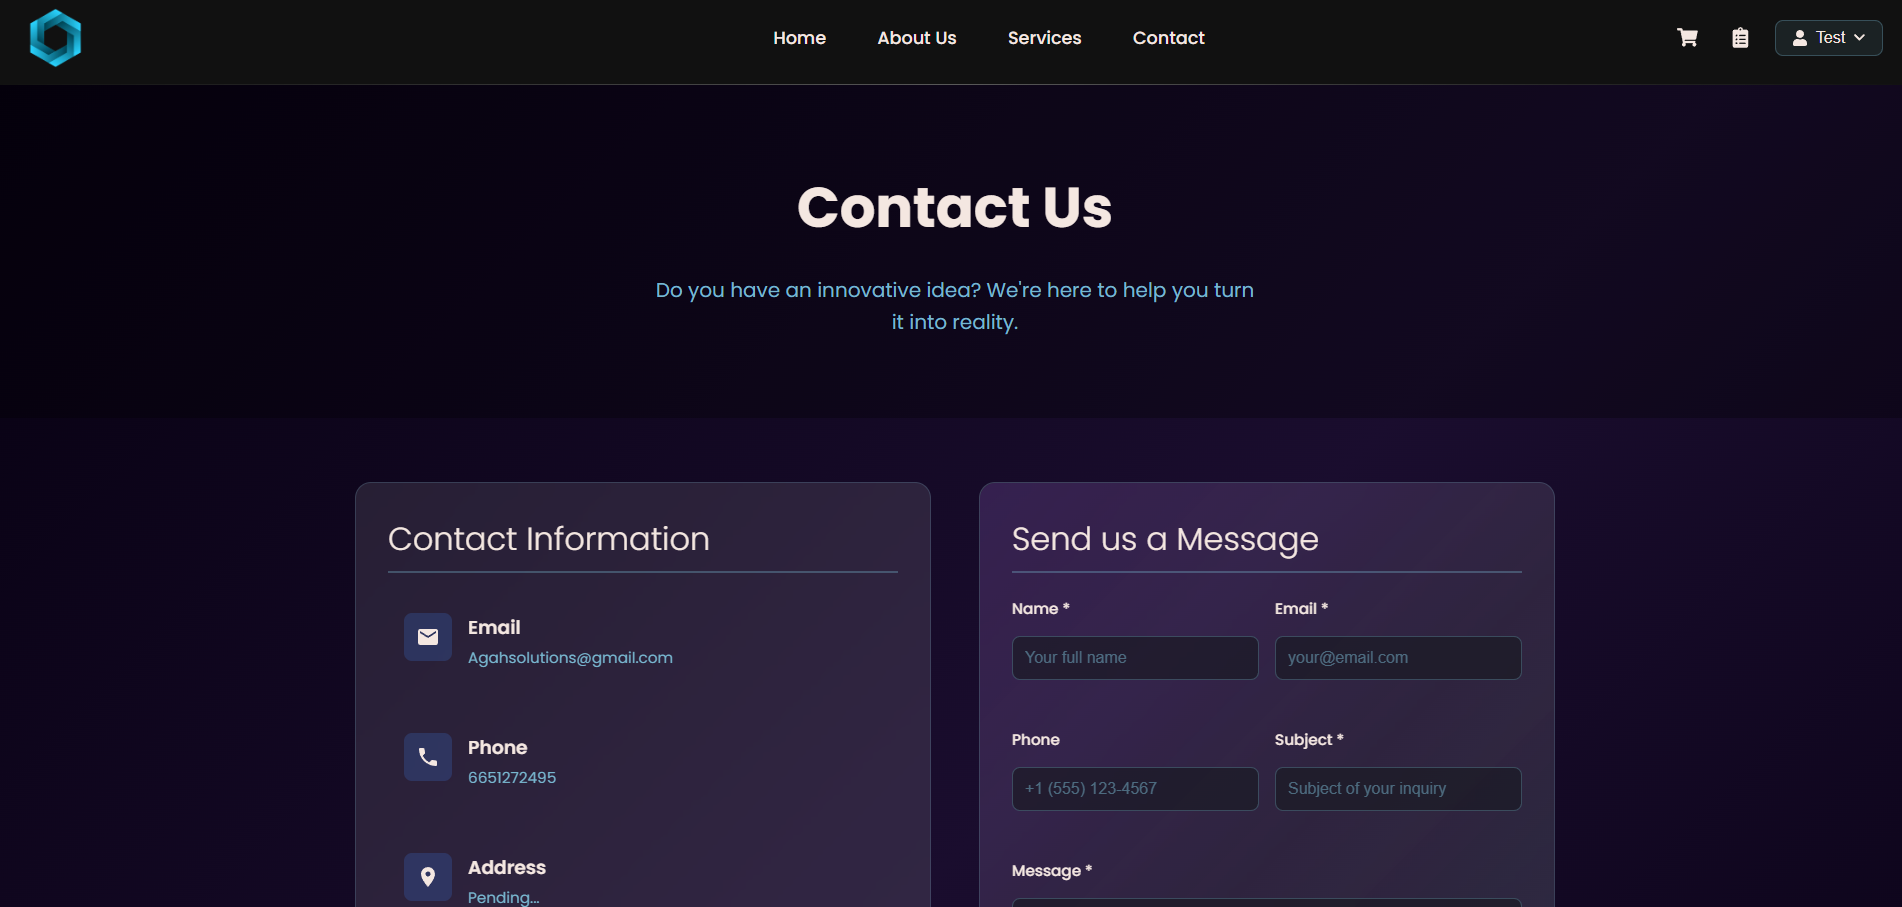 Home
About Us
Services
Contact
Test
Contact Us
Do you have an innovative idea? We're here to help you turn
it into reality.
Contact Information
Email
Agahsolutions@gmail.com
Phone
6651272495
Address
Pending...
Send us a Message
Name *
Email *
Your full name
your@email.com
Phone
Subject *
+1 (555) 123-4567
Subject of your inquiry
Message *